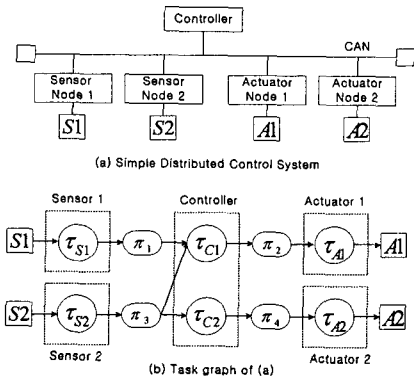 Controller
CAN
Sensor Node 1
Sensor Node 2
Actuator Node 1
Actuator Node 2
S1
S2
A1
A2
(a) Simple Distributed Control System
Sensor 1
Controller
Actuator 1
S1
τS1
π1
τC1
π2
τA1
A1
S2
τS2
π3
τC2
π4
τA2
A2
Sensor 2
Actuator 2
(b) Task graph of (a)